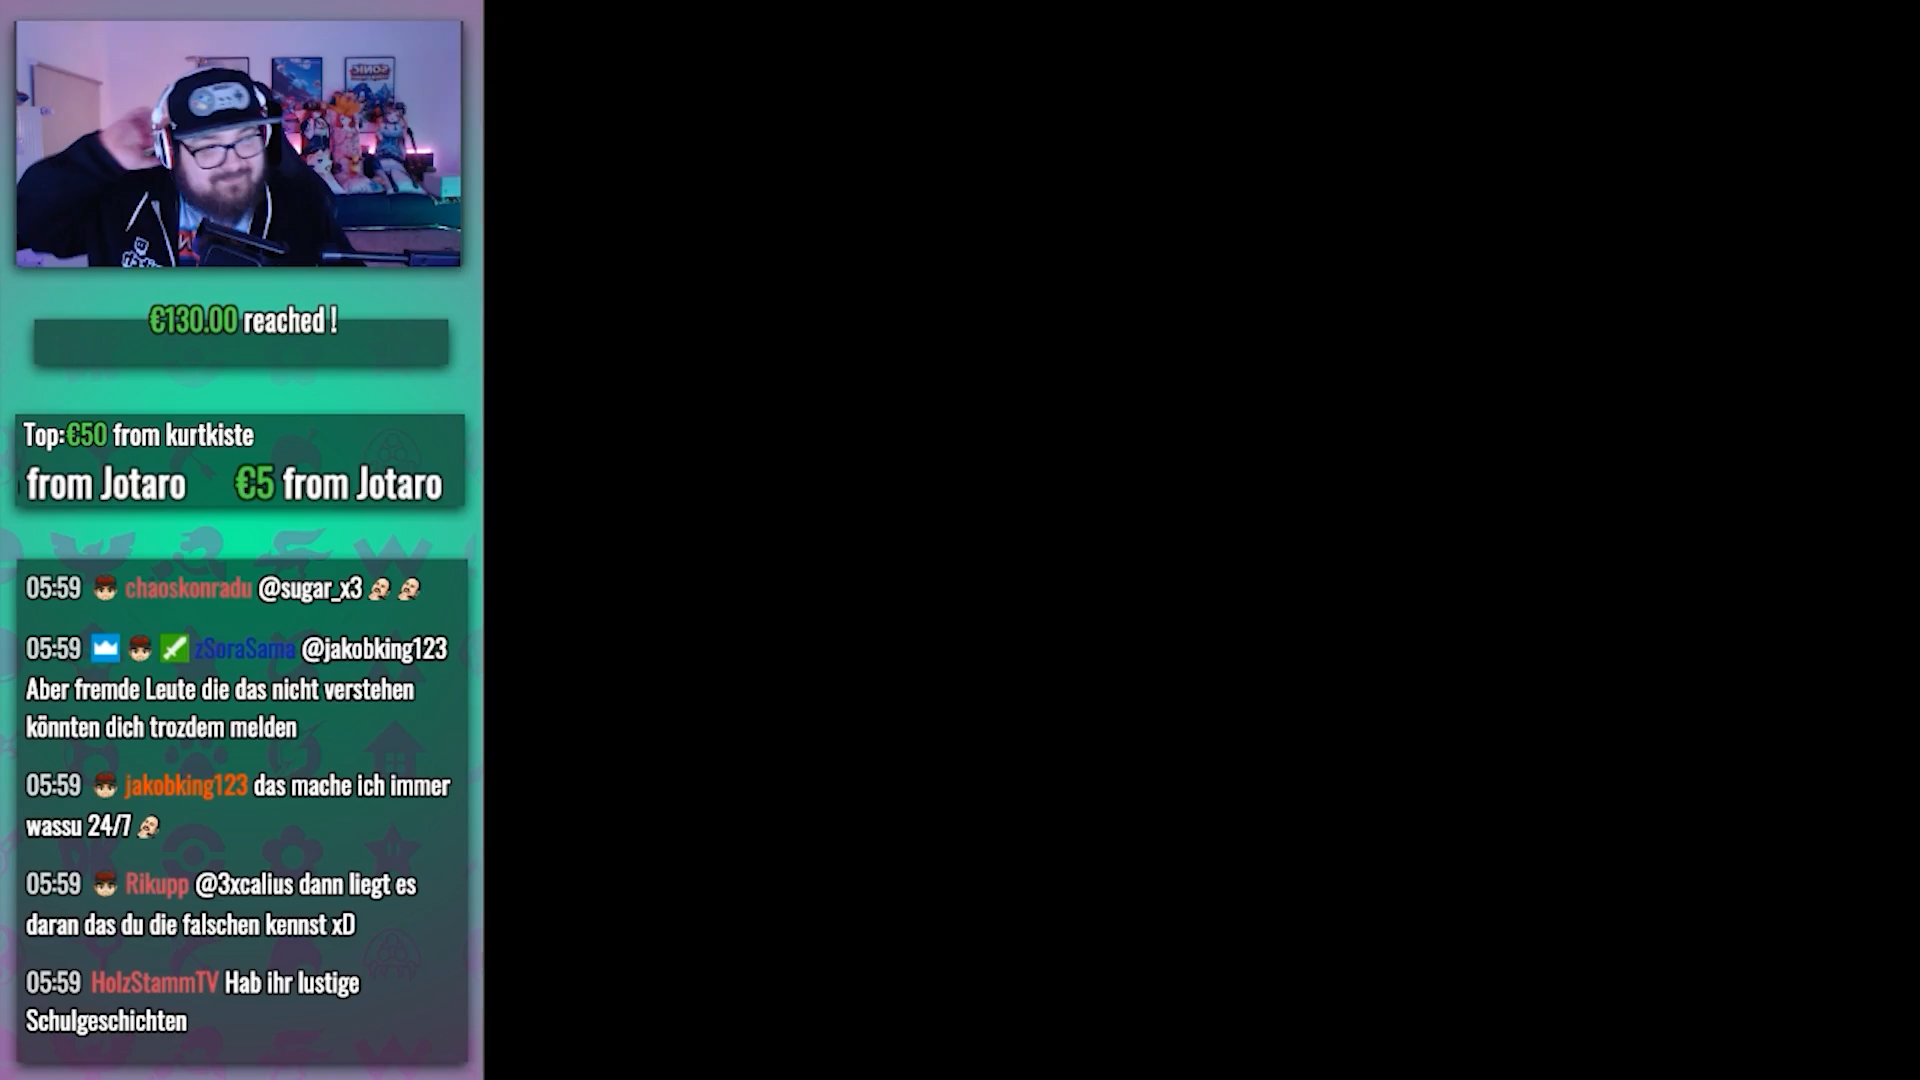 €130.00 reached !
Top:€50 from kurtkiste
from Jotaro €5 from Jotaro
05:59 chaoskonradu @sugar_x3
05:59 zSoraSama @jakobking123
Aber fremde Leute die das nicht verstehen
könnten dich trozdem melden
05:59 jakobking123 das mache ich immer
wassu 24/7
05:59 Rikupp @3xcalius dann liegt es
daran das du die falschen kennst xD
05:59 HolzStammTV Hab ihr lustige
Schulgeschichten